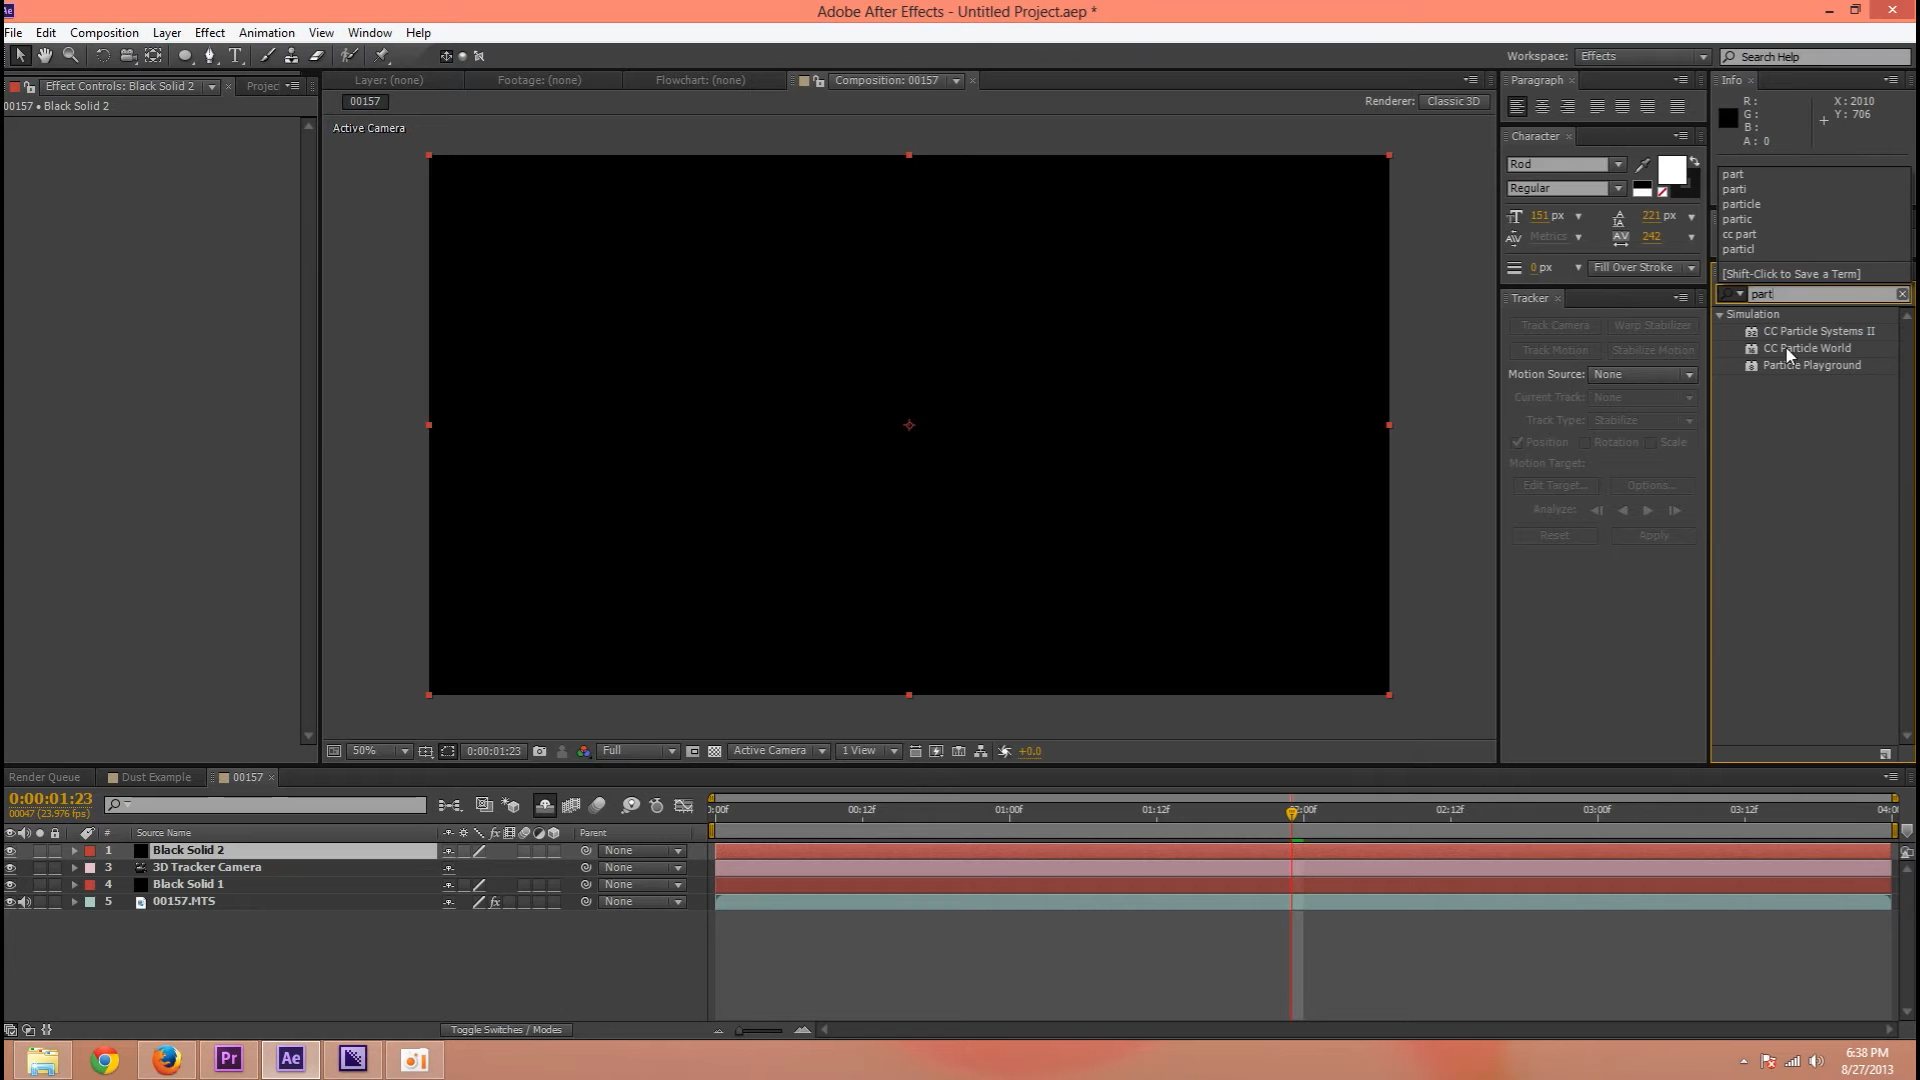 Ae
Adobe After Effects - Untitled Project.aep *
File Edit Composition Layer Effect Animation View Window Help
Workspace: Effects Search Help
Effect Controls: Black Solid 2 Projec
00157 • Black Solid 2
Layer: (none) Footage: (none) Flowchart: (none) Composition: 00157
00157 Renderer: Classic 3D
Active Camera
Paragraph
Character
Rod
Regular
151 px 221 px
Metrics 242
0 px Fill Over Stroke
Tracker
Track Camera Warp Stabilizer
Track Motion Stabilize Motion
Motion Source: None
Current Track: None
Track Type: Stabilize
Position Rotation Scale
Motion Target:
Edit Target... Options...
Analyze:
Reset Apply
Info
R: X: 2010
G: Y: 706
B:
A: 0
part
parti
particle
partic
cc part
particl
[Shift-Click to Save a Term]
part
Simulation
CC Particle Systems II
CC Particle World
Particle Playground
50% 0:00:01:23 Full Active Camera 1 View +0.0
Render Queue Dust Example 00157
0:00:01:23
00047 (23.976 fps)
):00f 00:12f 01:00f 01:12f 02:00f 02:12f 03:00f 03:12f 04:00
# Source Name fx Parent
1 Black Solid 2 None
3 3D Tracker Camera None
4 Black Solid 1 None
5 00157.MTS fx None
Toggle Switches / Modes
Pr Ae
6:38 PM
8/27/2013